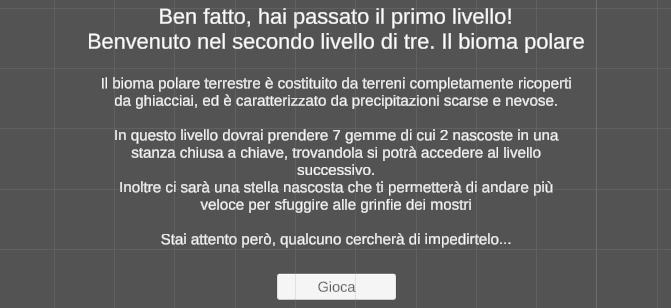 Ben fatto, hai passato il primo livello!
Benvenuto nel secondo livello di tre. Il bioma polare
Il bioma polare terrestre è costituito da terreni completamente ricoperti
da ghiacciai, ed è caratterizzato da precipitazioni scarse e nevose.
In questo livello dovrai prendere 7 gemme di cui 2 nascoste in una
stanza chiusa a chiave, trovandola si potrà accedere al livello
successivo.
Inoltre ci sarà una stella nascosta che ti permetterà di andare più
veloce per sfuggire alle grinfie dei mostri
Stai attento però, qualcuno cercherà di impedirtelo...
Gioca